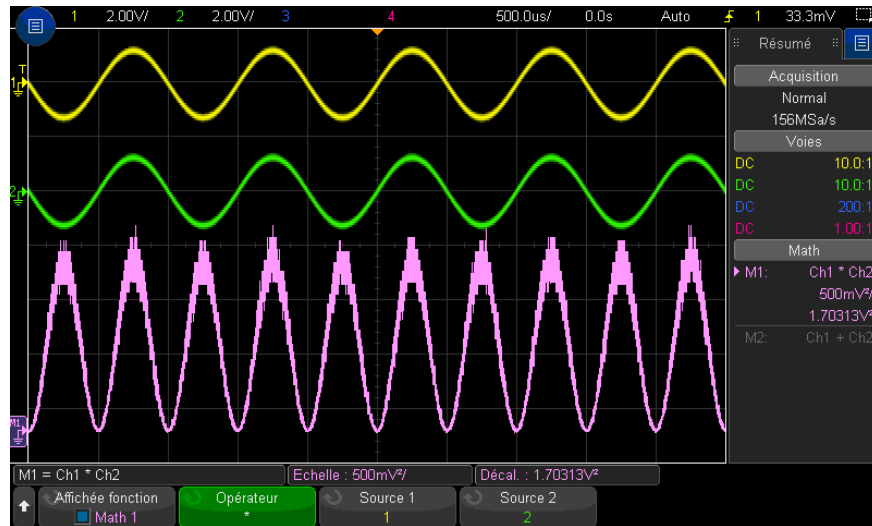 1 2.00V/ 2 2.00V/ 3 4 500.0us/ 0.0s Auto 1 33.3mV
Résumé
Acquisition
Normal
156MSa/s
Voies
DC 10.0:1
DC 10.0:1
DC 200:1
DC 1.00:1
Math
M1: Ch1 * Ch2
500mV²/
1.70313V²
M2: Ch1 + Ch2
T
1
2
M1
M1 = Ch1 * Ch2 Echelle : 500mV²/ Décal. : 1.70313V²
Affichée fonction Opérateur Source 1 Source 2
Math 1 * 1 2